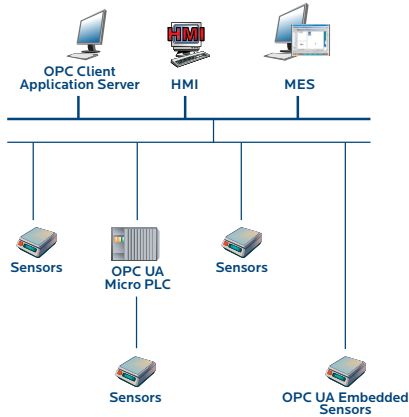 HMI
OPC Client
Application Server
HMI
MES
Sensors
OPC UA
Micro PLC
Sensors
Sensors
OPC UA Embedded
Sensors